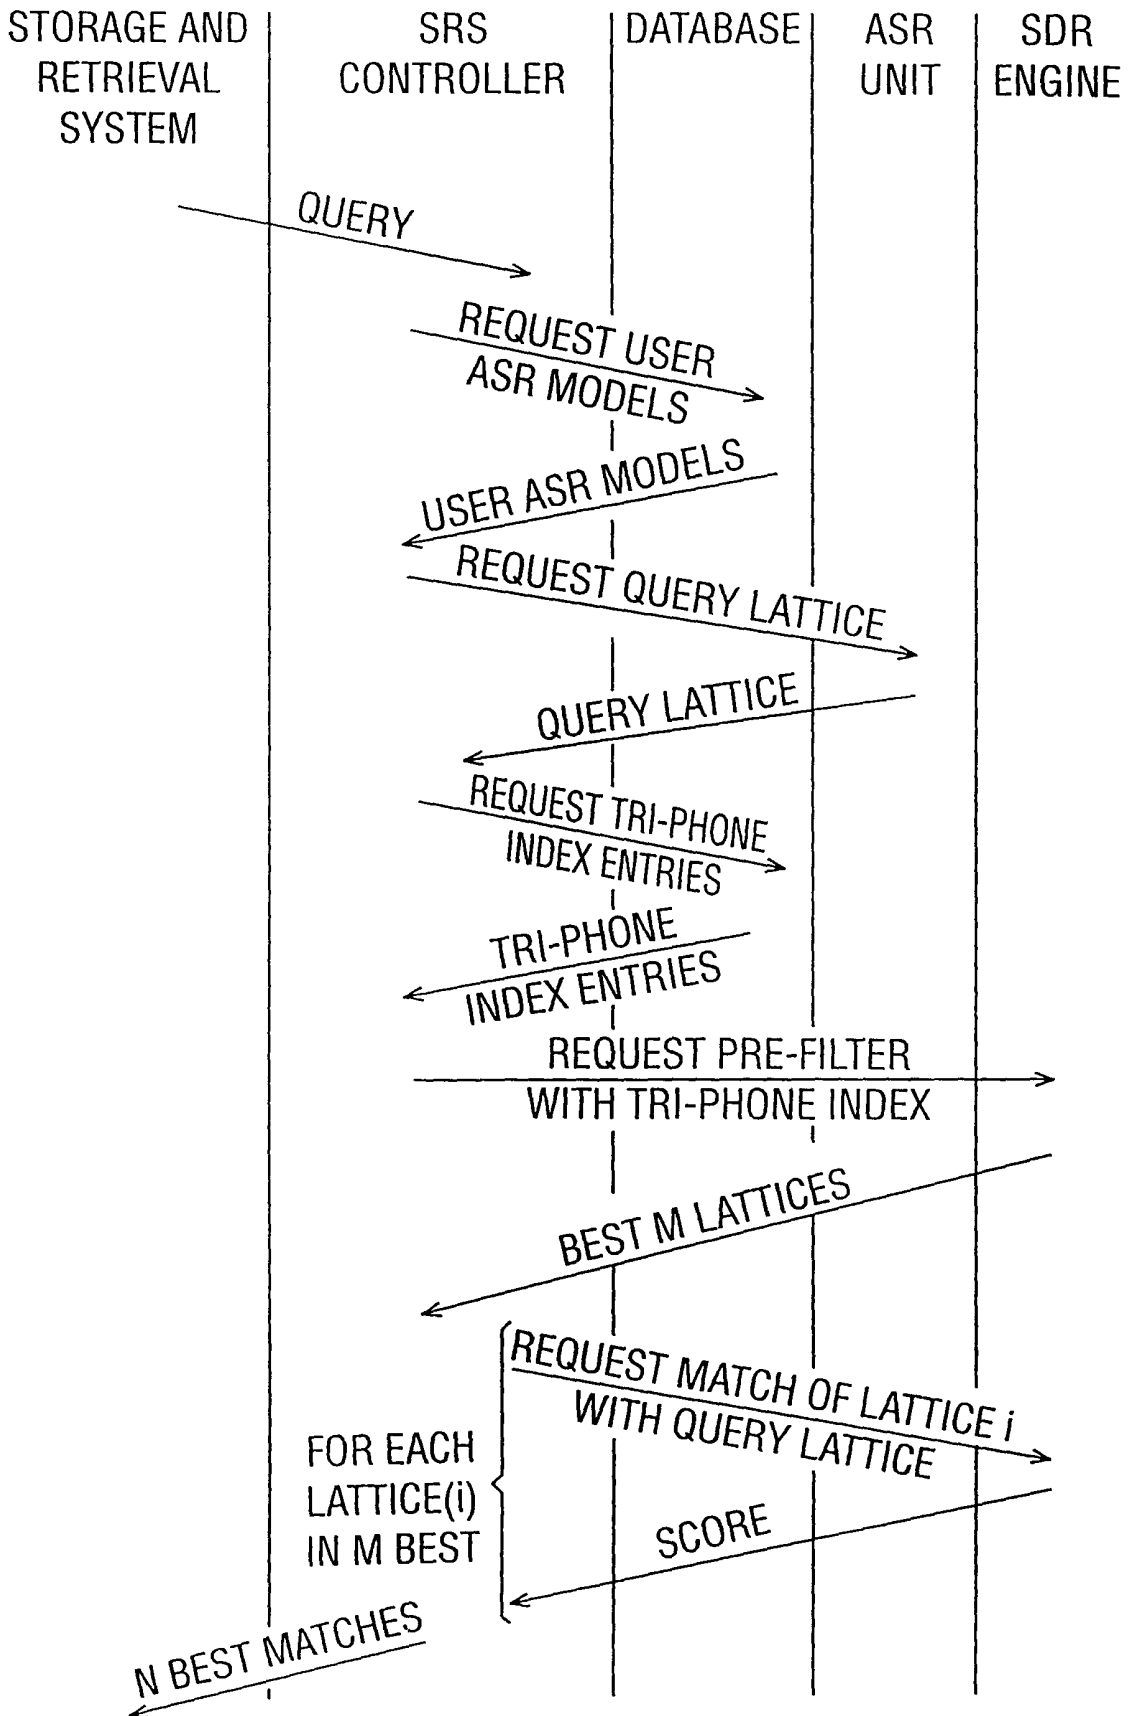 STORAGE AND
RETRIEVAL
SYSTEM
SRS
CONTROLLER
DATABASE
ASR
UNIT
SDR
ENGINE
QUERY
REQUEST USER
ASR MODELS
USER ASR MODELS
REQUEST QUERY LATTICE
QUERY LATTICE
REQUEST TRI-PHONE
INDEX ENTRIES
TRI-PHONE
INDEX ENTRIES
REQUEST PRE-FILTER
WITH TRI-PHONE INDEX
BEST M LATTICES
REQUEST MATCH OF LATTICE i
WITH QUERY LATTICE
FOR EACH
LATTICE(i)
IN M BEST
SCORE
N BEST MATCHES